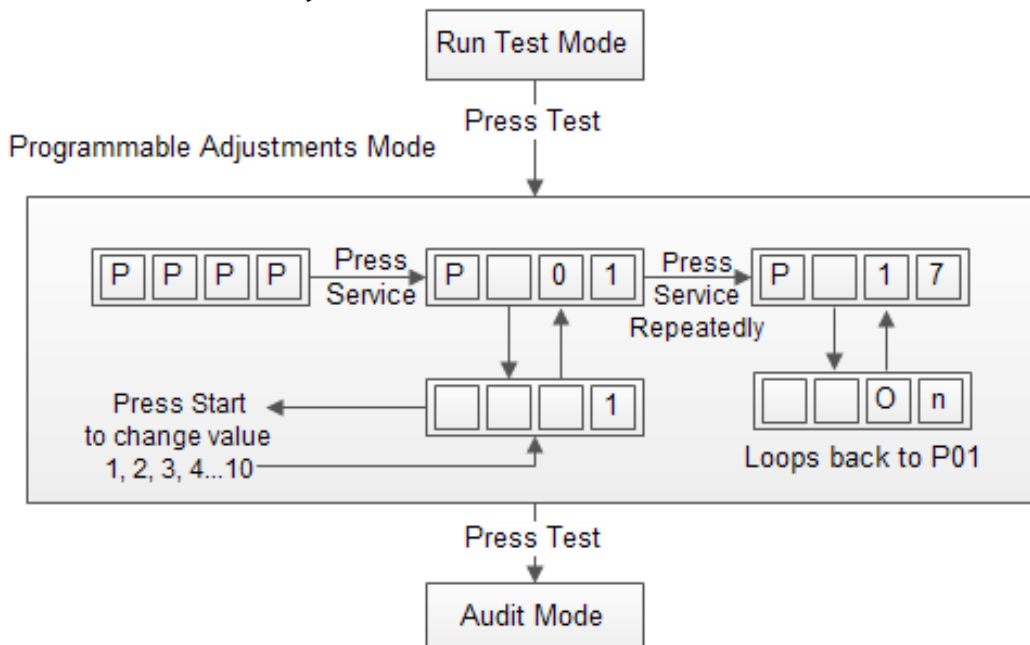 Run Test Mode
Press Test
Programmable Adjustments Mode
P P P P
Press
Service
P 0 1
Press
Service
Repeatedly
P 1 7
1
O n
Press Start
to change value
1, 2, 3, 4...10
Loops back to P01
Press Test
Audit Mode